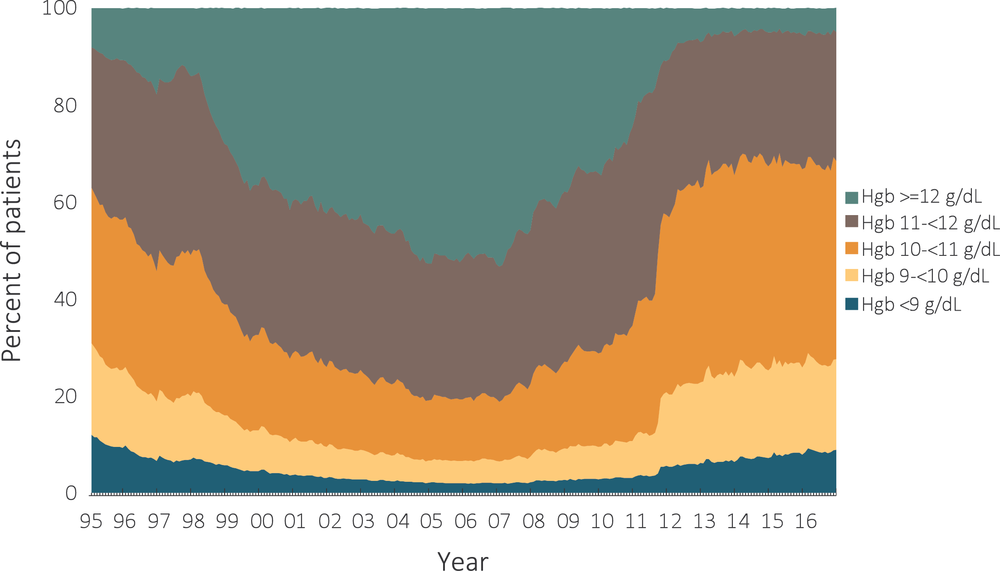 100
80
60
40
20
0
Percent of patients
95 96 97 98 99 00 01 02 03 04 05 06 07 08 09 10 11 12 13 14 15 16
Year
Hgb >=12 g/dL
Hgb 11-<12 g/dL
Hgb 10-<11 g/dL
Hgb 9-<10 g/dL
Hgb <9 g/dL